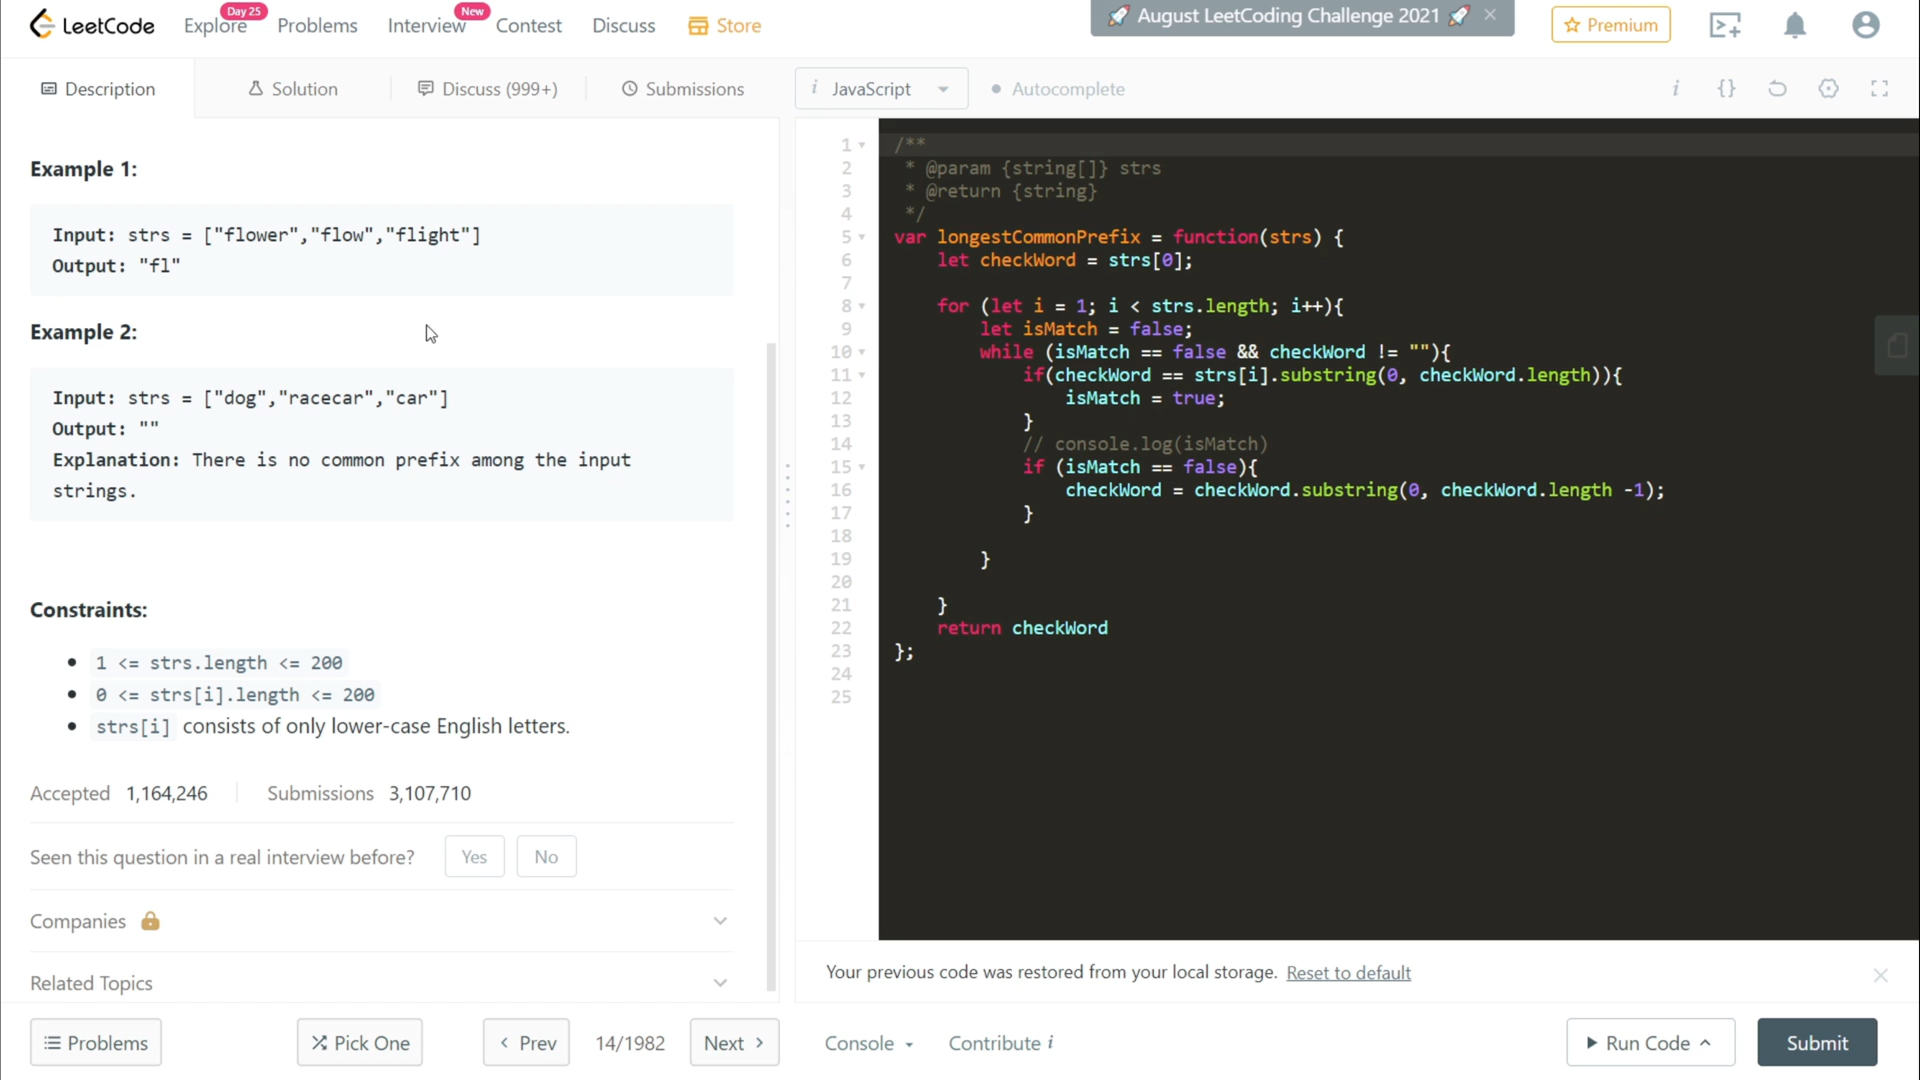 LeetCode
Explore
Day 25
Problems
Interview
New
Contest
Discuss
Store
🚀 August LeetCoding Challenge 2021 🚀
Premium
Description
Solution
Discuss (999+)
Submissions
i JavaScript
Autocomplete
i {}
Example 1:
Input: strs = ["flower","flow","flight"]
Output: "fl"
Example 2:
Input: strs = ["dog","racecar","car"]
Output: ""
Explanation: There is no common prefix among the input
strings.
Constraints:
1 <= strs.length <= 200
0 <= strs[i].length <= 200
strs[i] consists of only lower-case English letters.
Accepted 1,164,246
Submissions 3,107,710
Seen this question in a real interview before?
Yes
No
Companies
Related Topics
Problems
Pick One
< Prev
14/1982
Next >
1 /**
2 * @param {string[]} strs
3 * @return {string}
4 */
5 var longestCommonPrefix = function(strs) {
6 let checkWord = strs[0];
7
8 for (let i = 1; i < strs.length; i++){
9 let isMatch = false;
10 while (isMatch == false && checkWord != ""){
11 if(checkWord == strs[i].substring(0, checkWord.length)){
12 isMatch = true;
13 }
14 // console.log(isMatch)
15 if (isMatch == false){
16 checkWord = checkWord.substring(0, checkWord.length -1);
17 }
18
19 }
20
21 }
22 return checkWord
23 };
24
25
Your previous code was restored from your local storage. Reset to default
Console
Contribute i
Run Code
Submit